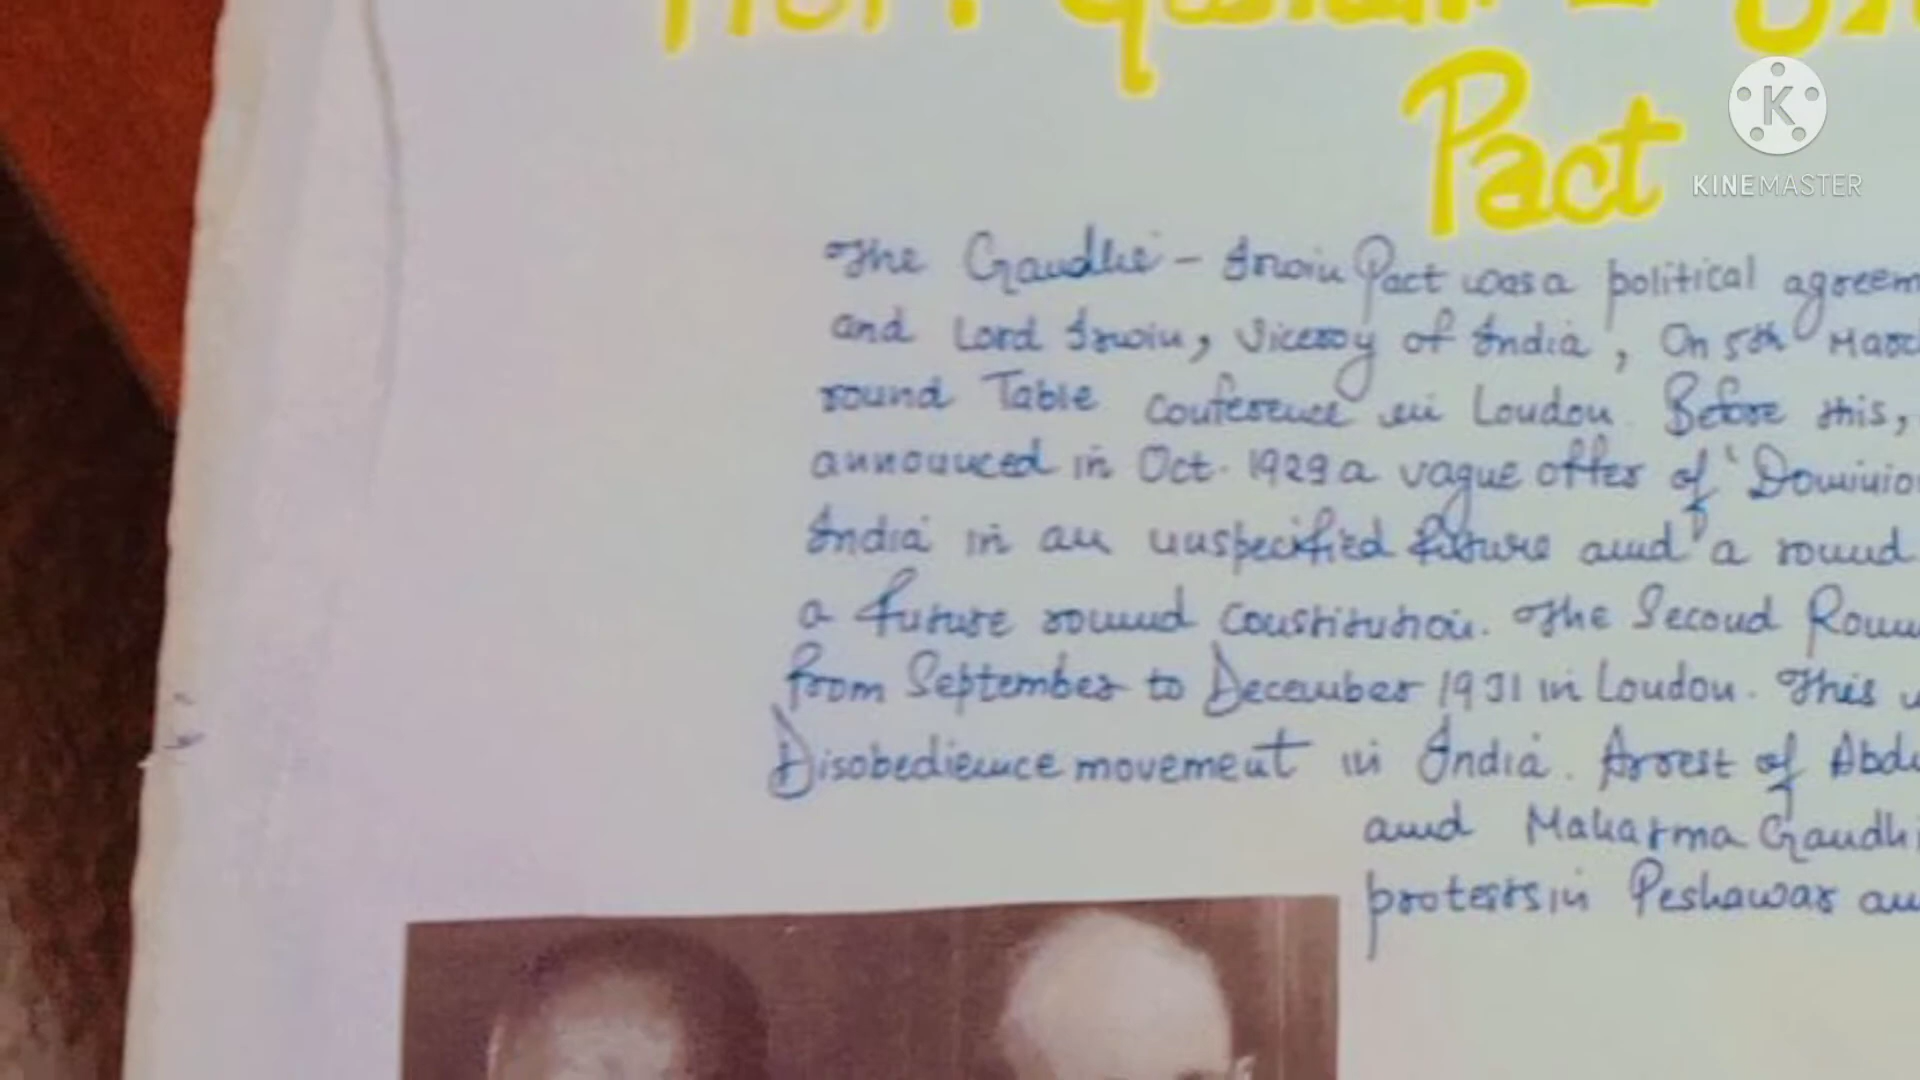 Pact
KINEMASTER
The Gandhi - Irwin Pact was a political agreem
and Lord Irwin, Viceroy of India, On 5th Marc
round Table conference in London. Before this,
announced in Oct. 1929 a vague offer of 'Dominio
India in an unspecified future and a round
a future round constitution. The Second Roun
from September to December 1931 in London. This
Disobedience movement in India. Arrest of Abdu
and Mahatma Gandhi
protests in Peshawar an